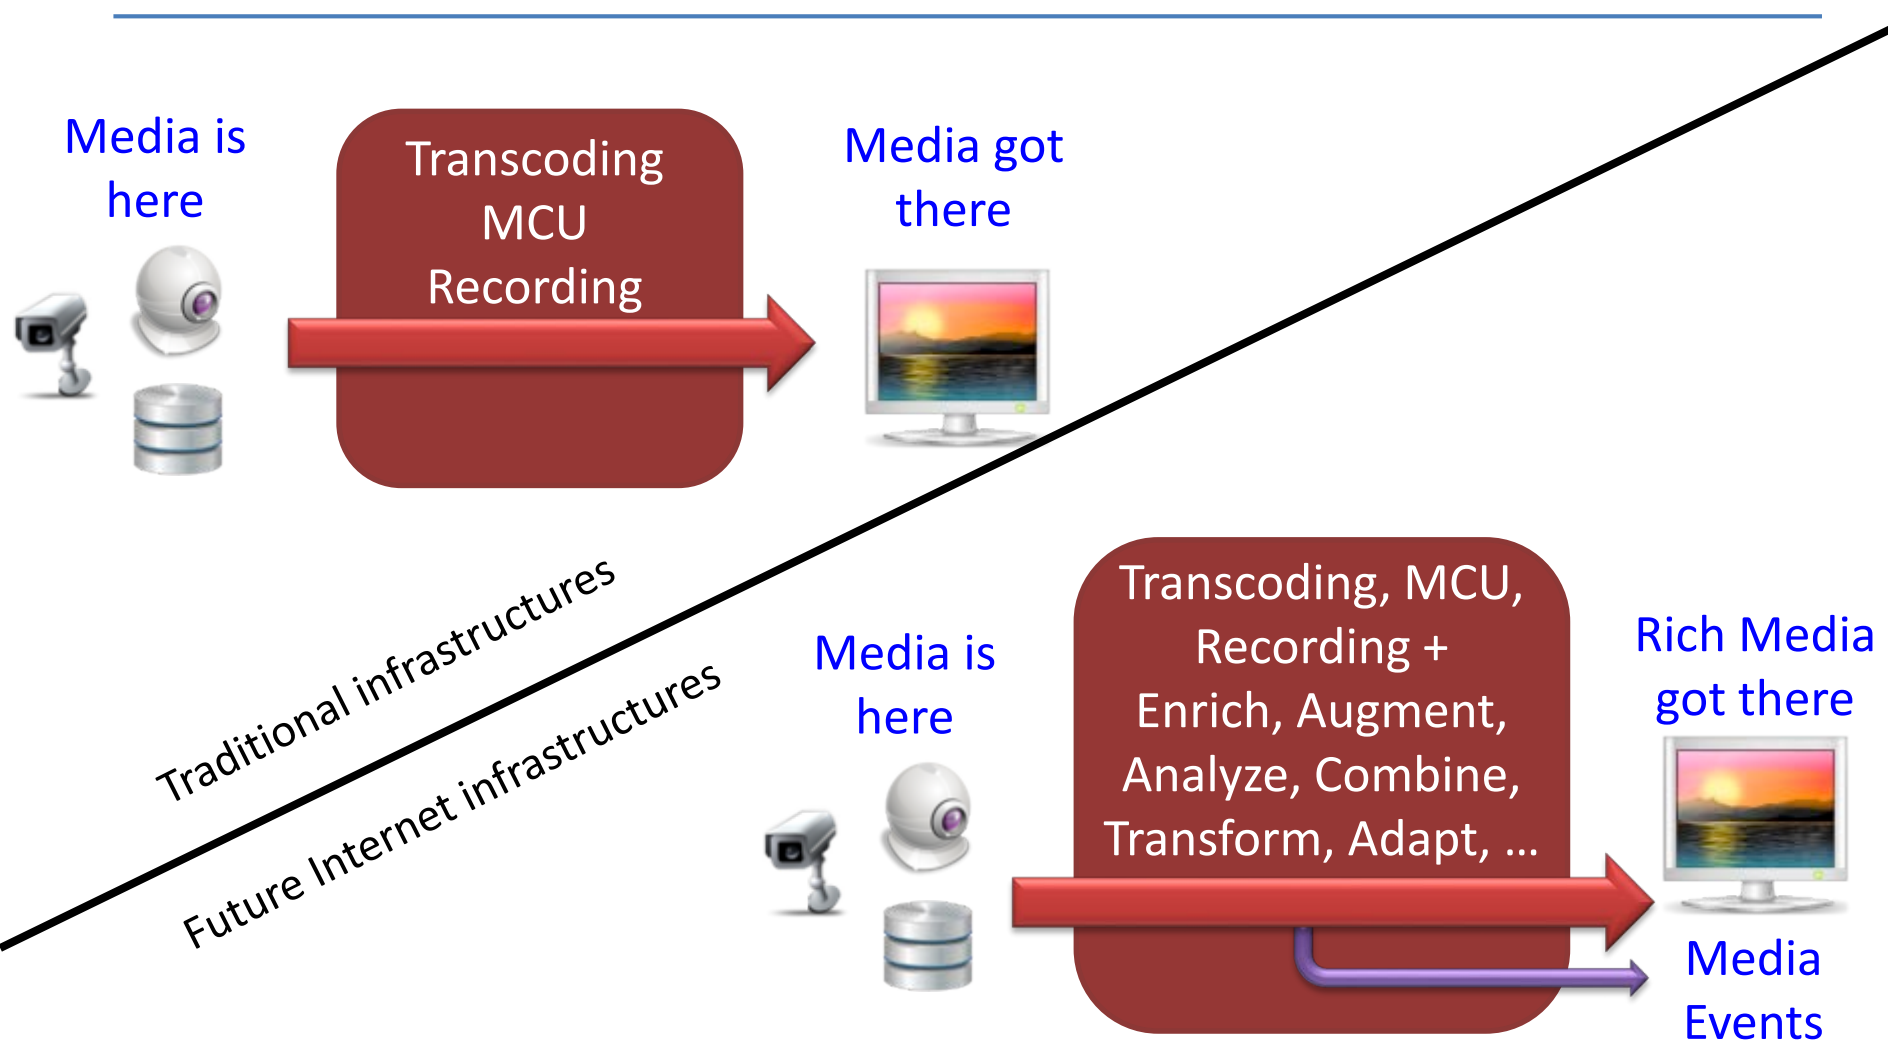 Media is
here
Transcoding
MCU
Recording
Media got
there
Traditional infrastructures
Future Internet infrastructures
Media is
here
Transcoding, MCU,
Recording +
Enrich, Augment,
Analyze, Combine,
Transform, Adapt, ...
Rich Media
got there
Media
Events